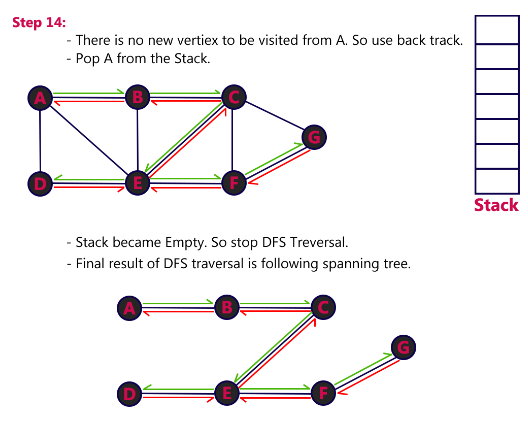 Step 14:
- There is no new vertiex to be visited from A. So use back track.
- Pop A from the Stack.
A B C
G
D E F
Stack
- Stack became Empty. So stop DFS Treversal.
- Final result of DFS traversal is following spanning tree.
A B C
G
D E F